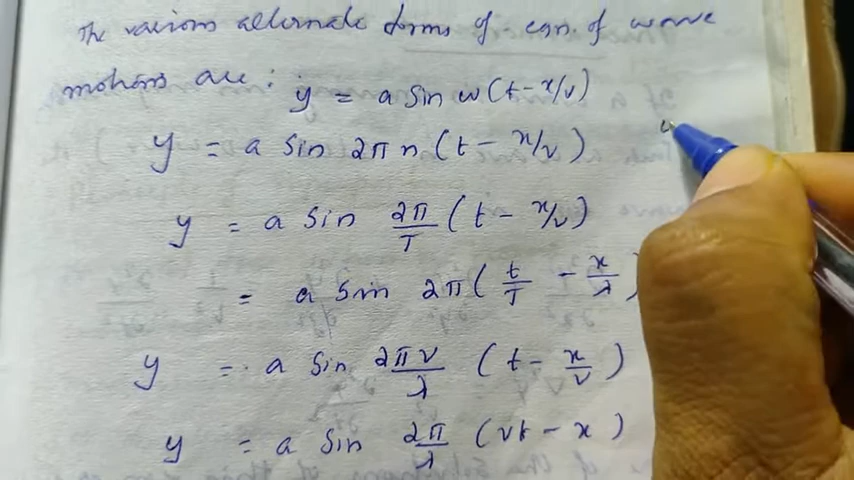 The various alternate forms of eqn. of wave
motions are: y = a sin w(t - x/v)
y = a sin 2πn(t - x/v)
y = a sin 2π/T (t - x/v)
= a sin 2π(t/T - x/λ)
y = a sin 2πv/λ (t - x/v)
y = a sin 2π/λ (vt - x)